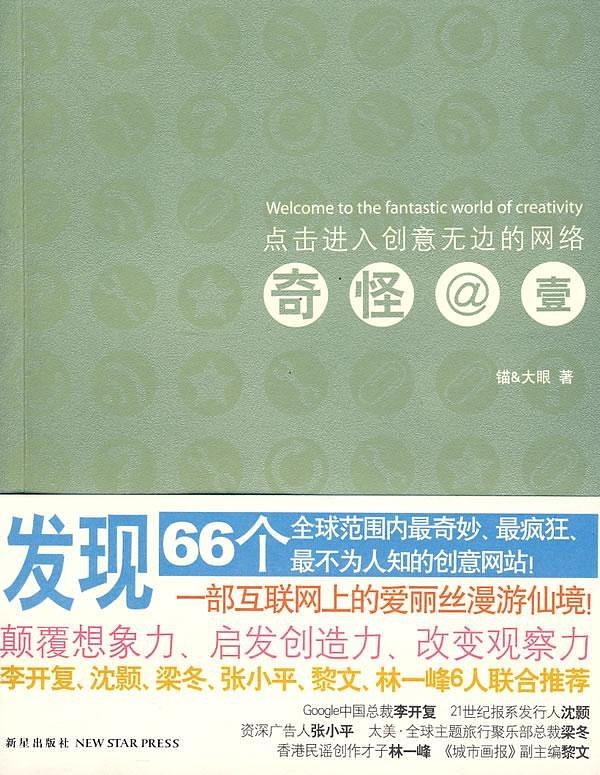 Welcome to the fantastic world of creativity
点击进入创意无边的网络
奇怪@壹
锚&大眼 著
发现66个全球范围内最奇妙、最疯狂、
最不为人知的创意网站!
一部互联网上的爱丽丝漫游仙境!
颠覆想象力、启发创造力、改变观察力
李开复、沈颢、梁冬、张小平、黎文、林一峰6人联合推荐
Google中国总裁李开复 21世纪报系发行人沈颢
资深广告人张小平 太美·全球主题旅行聚乐部总裁梁冬
香港民谣创作才子林一峰 《城市画报》副主编黎文
新星出版社 NEW STAR PRESS